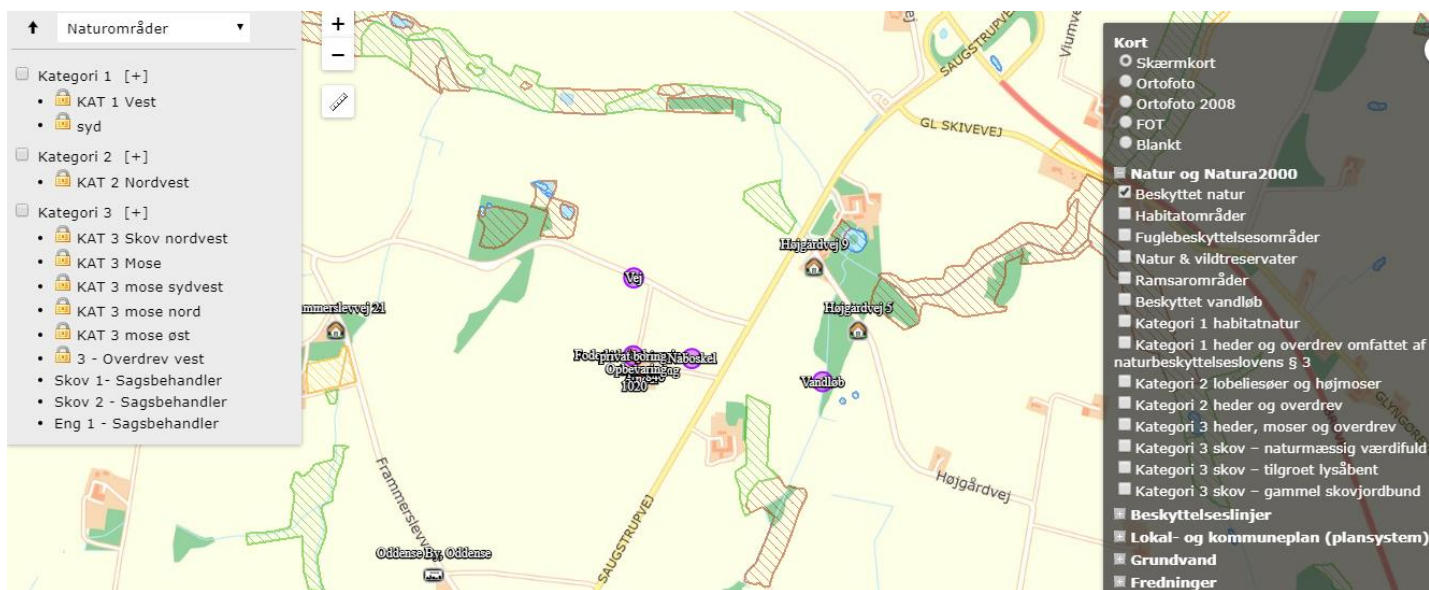 Naturområder
Kategori 1 [+]
KAT 1 Vest
syd
Kategori 2 [+]
KAT 2 Nordvest
Kategori 3 [+]
KAT 3 Skov nordvest
KAT 3 Mose
KAT 3 mose sydvest
KAT 3 mose nord
KAT 3 mose øst
3 - Overdrev vest
Skov 1- Sagsbehandler
Skov 2 - Sagsbehandler
Eng 1 - Sagsbehandler
+
−
SAUGSTRUPVEJ
Viumvej
GL SKIVEVEJ
Højgårdvej 9
Vej
Højgårdvej 5
mmerslevvej 21
privat boring
Naboskel
Opbevaring
1020
Vandløb
Højgårdvej
Frammerslevvej
SAUGSTRUPVEJ
Oddense By, Oddense
Kort
Skærmkort
Ortofoto
Ortofoto 2008
FOT
Blankt
Natur og Natura2000
Beskyttet natur
Habitatområder
Fuglebeskyttelsesområder
Natur & vildtreservater
Ramsarområder
Beskyttet vandløb
Kategori 1 habitatnatur
Kategori 1 heder og overdrev omfattet af
naturbeskyttelseslovens § 3
Kategori 2 lobeliesøer og højmoser
Kategori 2 heder og overdrev
Kategori 3 heder, moser og overdrev
Kategori 3 skov – naturmæssig værdifuld
Kategori 3 skov – tilgroet lysåbent
Kategori 3 skov – gammel skovjordbund
Beskyttelseslinjer
Lokal- og kommuneplan (plansystem)
Grundvand
Fredninger